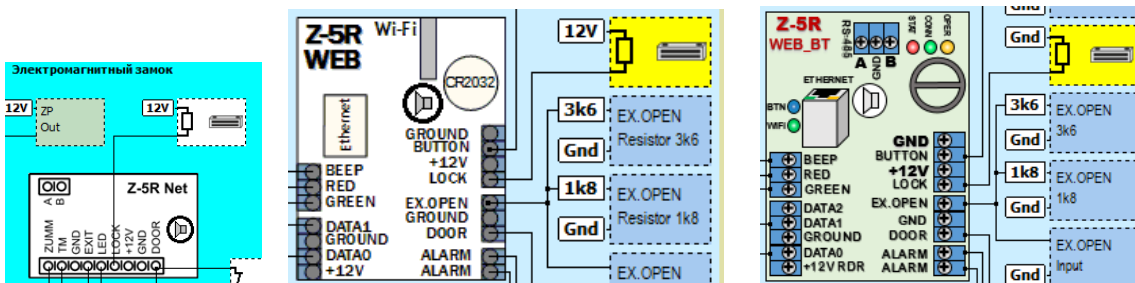 Электромагнитный замок
12V
ZP
Out
12V
A
B
Z-5R Net
ZUMM
TM
GND
EXIT
LED
LOCK
+12V
GND
DOOR
Z-5R
WEB
Wi-Fi
CR2032
Ethernet
GROUND
BUTTON
+12V
LOCK
BEEP
RED
GREEN
EX.OPEN
GROUND
DOOR
DATA1
GROUND
DATA0
+12V
ALARM
ALARM
12V
3k6
EX.OPEN
Resistor 3k6
Gnd
1k8
EX.OPEN
Resistor 1k8
Gnd
EX.OPEN
Z-5R
WEB_BT
RS-485
A
GND
B
STAT
CONN
OPER
ETHERNET
BTN
WiFi
GND
BUTTON
+12V
LOCK
BEEP
RED
GREEN
EX.OPEN
GND
DOOR
DATA2
DATA1
GROUND
DATA0
+12V RDR
ALARM
ALARM
Gnd
12V
3k6
EX.OPEN
3k6
Gnd
1k8
EX.OPEN
1k8
Gnd
EX.OPEN
Input
Gnd